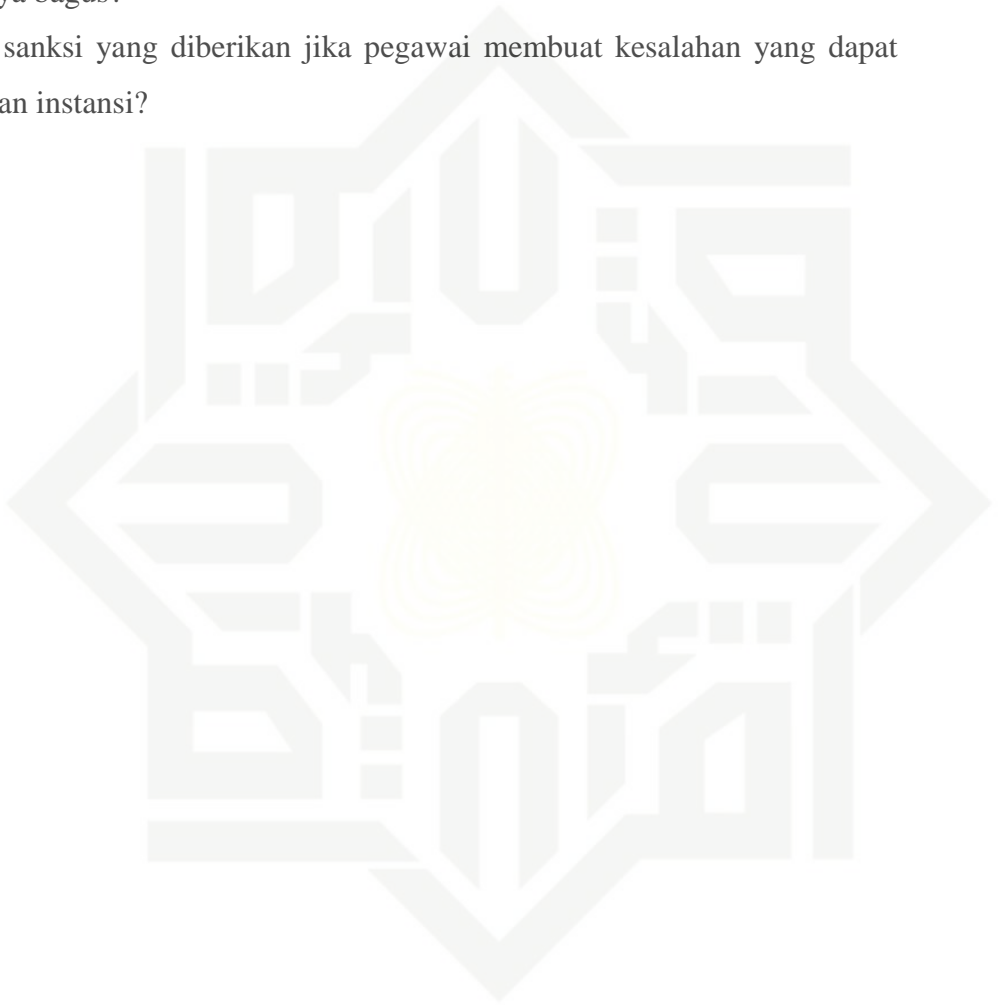 ya bagus?
sanksi yang diberikan jika pegawai membuat kesalahan yang dapat
an instansi?